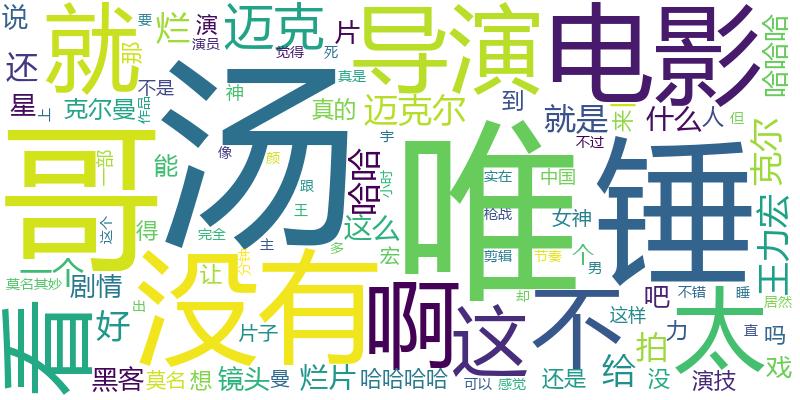 说
要
烂
演
迈克
片
导演
电影
哈哈哈
就
那
演员
觉得
死
还
不是
神
真是
星
克尔曼
作品
真的
迈克尔
到
就是
来
什么
人
但
上
汤
唯
锤
哥
部
一
像
颜
宇
不过
克尔
能
哈哈
跟
小时
实在
中国
王力宏
这个
得
完全
王
这么
枪战
女神
一个
让
主
多
宏
剪辑
节奏
个
男
莫名其妙
剧情
分钟
没有
啊
这
不
却
吧
不错
睡
居然
看
好
出
片子
给
这样
力
太
直
吗
黑客
莫名
想
镜头
曼
烂片
哈哈哈哈
可以
感觉
还是
拍
没
演技
戏